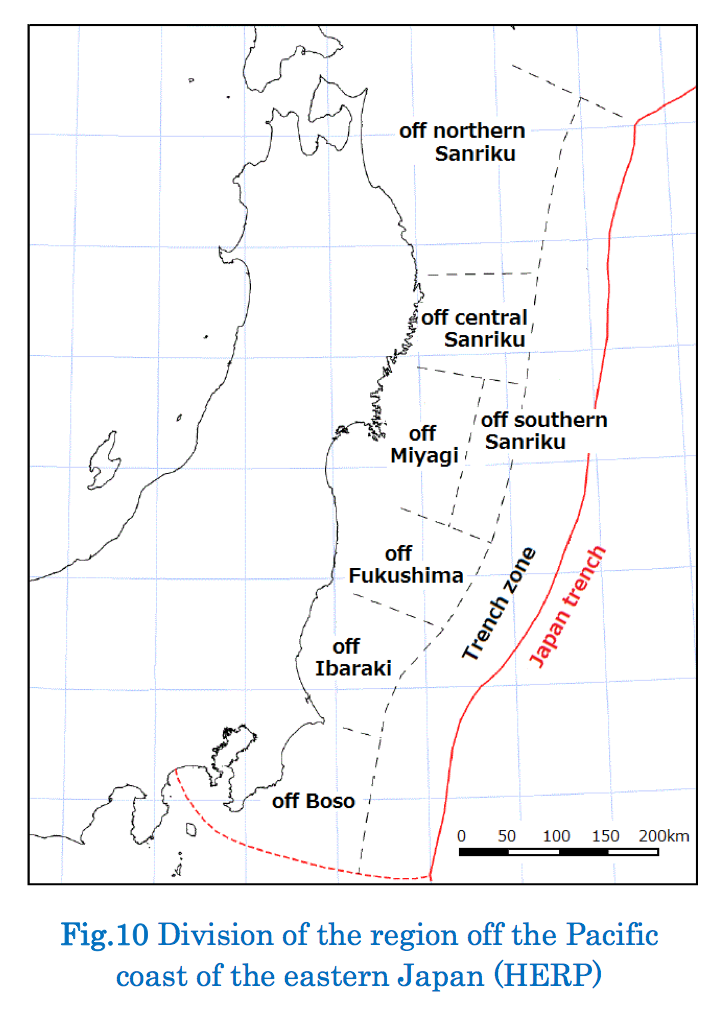 off northern
Sanriku
off central
Sanriku
off southern
Sanriku
off
Miyagi
off
Fukushima
Trench zone
Japan trench
off
Ibaraki
off Boso
0 50 100 150 200km
Fig.10 Division of the region off the Pacific
coast of the eastern Japan (HERP)